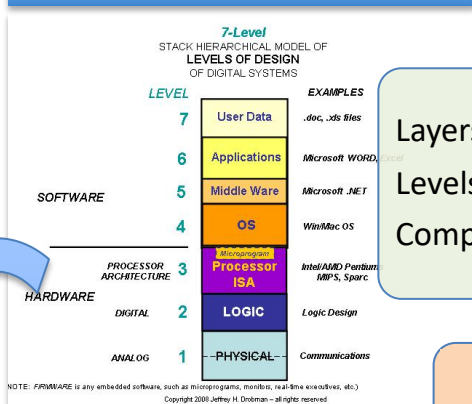 7-Level
STACK HIERARCHICAL MODEL OF
LEVELS OF DESIGN
OF DIGITAL SYSTEMS
LEVEL
EXAMPLES
7 User Data .doc, .xls files
6 Applications Microsoft WORD, Excel
5 Middle Ware Microsoft .NET
SOFTWARE
4 OS Win/Mac OS
Microprogram
PROCESSOR ARCHITECTURE 3 Processor ISA Intel/AMD Pentiums MIPS, Sparc
HARDWARE
DIGITAL 2 LOGIC Logic Design
ANALOG 1 PHYSICAL Communications
NOTE: FIRMWARE is any embedded software, such as microprograms, monitors, real-time executives, etc.)
Copyright 2008 Jeffrey H. Drobman – all rights reserved
Layers
Levels
Comp